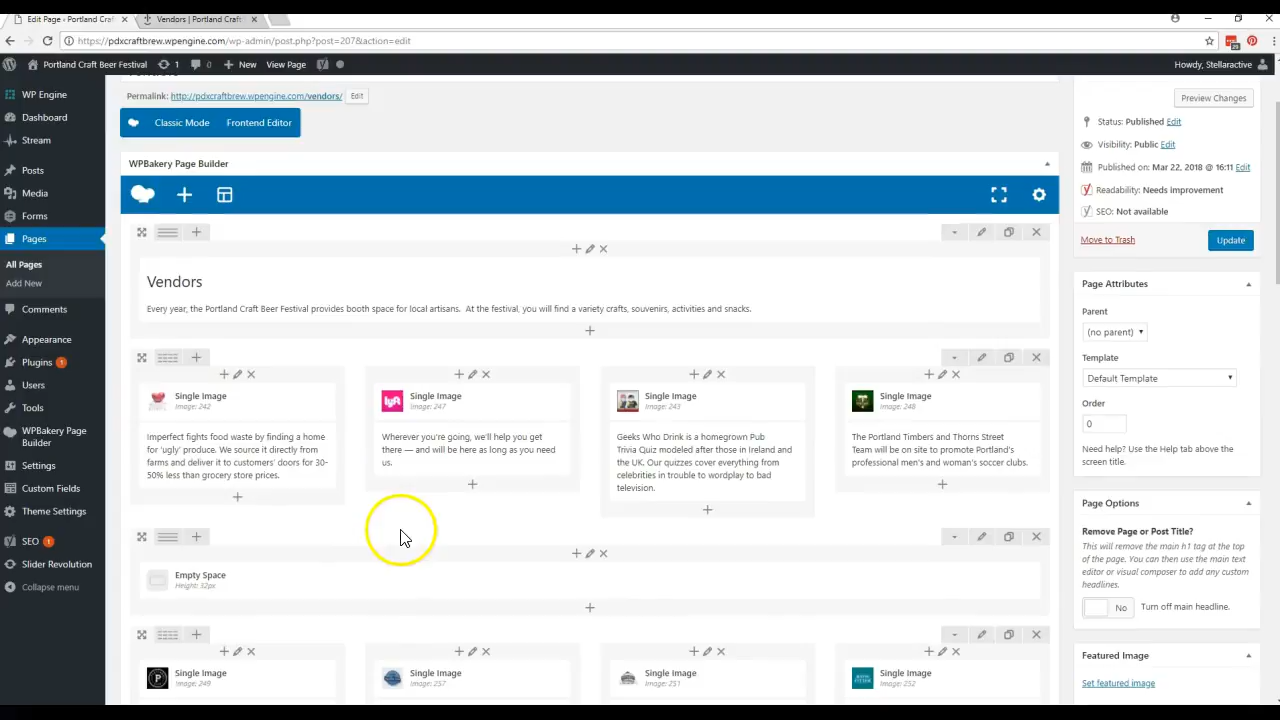 Edit Page ‹ Portland Craf
Vendors | Portland Craft B
https://pdxcraftbrew.wpengine.com/wp-admin/post.php?post=207&action=edit
Portland Craft Beer Festival
1
0
New
View Page
Howdy, Stellaractive
WP Engine
Dashboard
Stream
Posts
Media
Forms
Pages
All Pages
Add New
Comments
Appearance
Plugins 1
Users
Tools
WPBakery Page
Builder
Settings
Custom Fields
Theme Settings
SEO 1
Slider Revolution
Collapse menu
Permalink: http://pdxcraftbrew.wpengine.com/vendors/ Edit
Classic Mode
Frontend Editor
WPBakery Page Builder
Vendors
Every year, the Portland Craft Beer Festival provides booth space for local artisans. At the festival, you will find a variety crafts, souvenirs, activities and snacks.
Single Image
Image: 242
Imperfect fights food waste by finding a home
for 'ugly' produce. We source it directly from
farms and deliver it to customers' doors for 30-
50% less than grocery store prices.
Single Image
Image: 247
Wherever you're going, we'll help you get
there — and will be here as long as you need
us.
Single Image
Image: 243
Geeks Who Drink is a homegrown Pub
Trivia Quiz modeled after those in Ireland and
the UK. Our quizzes cover everything from
celebrities in trouble to wordplay to bad
television.
Single Image
Image: 248
The Portland Timbers and Thorns Street
Team will be on site to promote Portland's
professional men's and woman's soccer clubs.
Empty Space
Height: 32px
Single Image
Image: 249
Single Image
Image: 257
Single Image
Image: 251
Single Image
Image: 252
Preview Changes
Status: Published Edit
Visibility: Public Edit
Published on: Mar 22, 2018 @ 16:11 Edit
Readability: Needs improvement
SEO: Not available
Move to Trash
Update
Page Attributes
Parent
(no parent)
Template
Default Template
Order
0
Need help? Use the Help tab above the
screen title.
Page Options
Remove Page or Post Title?
This will remove the main h1 tag at the top
of the page. You can then use the main text
editor or visual composer to add any custom
headlines.
No
Turn off main headline.
Featured Image
Set featured image